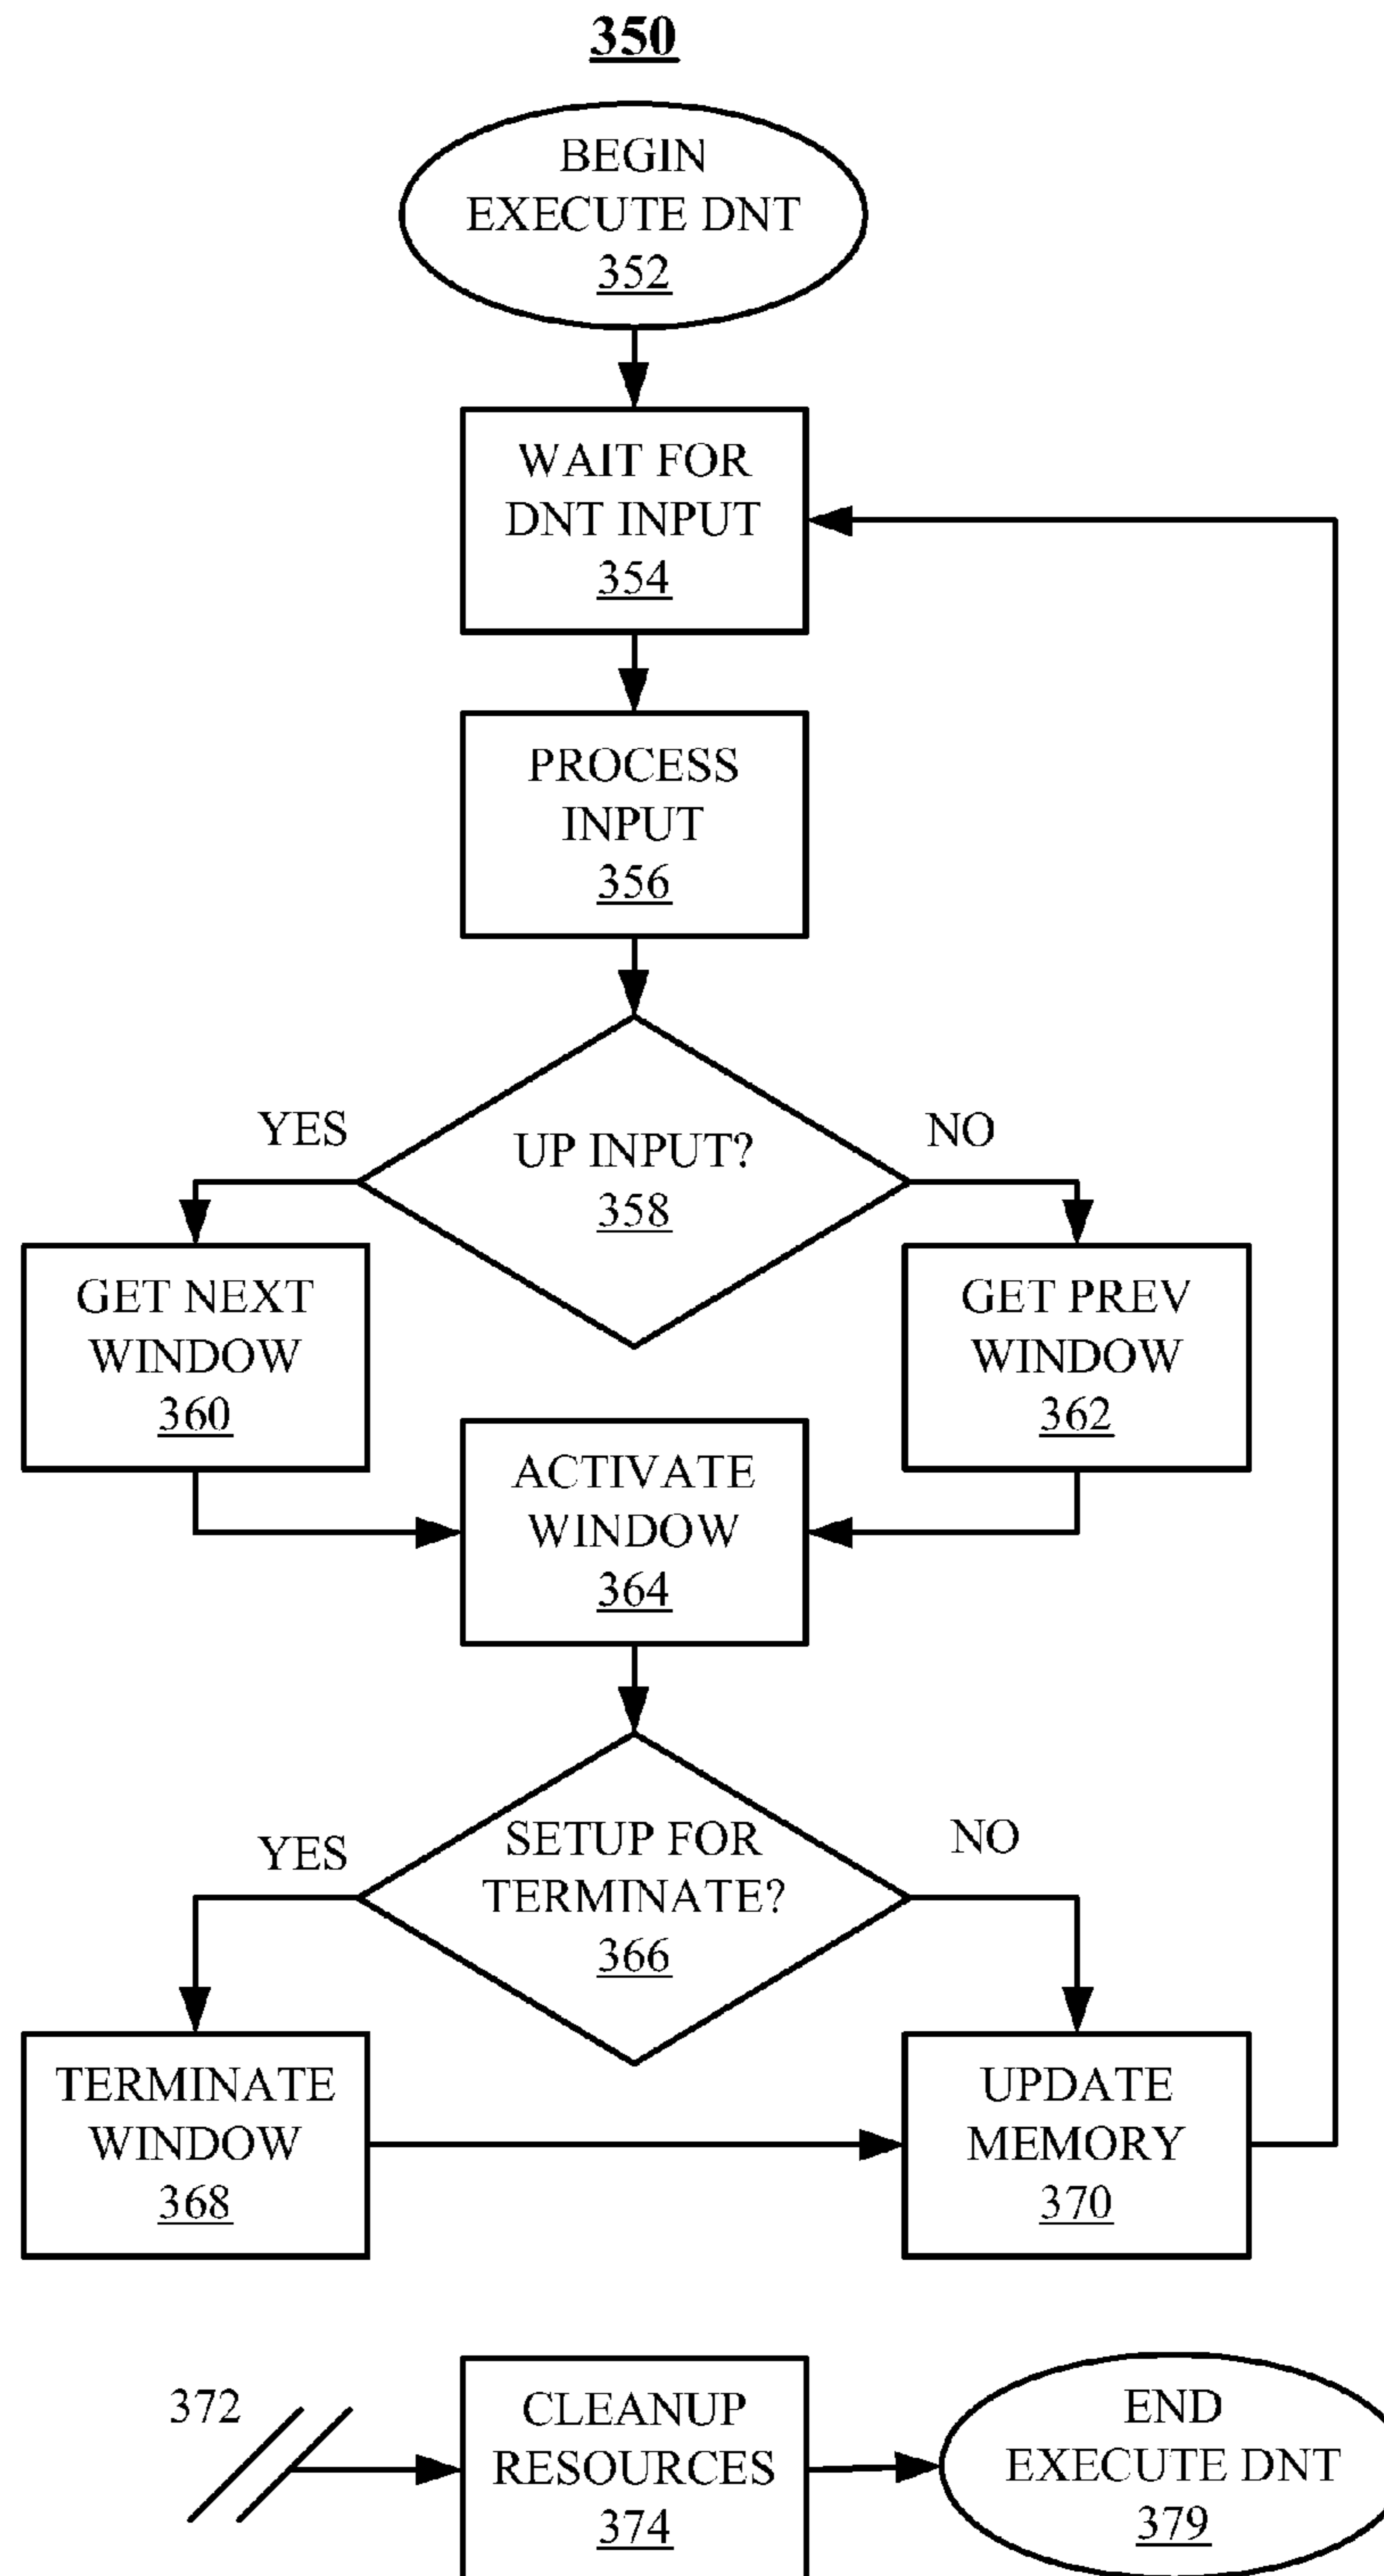 350
BEGIN
EXECUTE DNT
352
WAIT FOR
DNT INPUT
354
PROCESS
INPUT
356
YES
UP INPUT?
358
NO
GET NEXT
WINDOW
360
GET PREV
WINDOW
362
ACTIVATE
WINDOW
364
YES
SETUP FOR
TERMINATE?
366
NO
TERMINATE
WINDOW
368
UPDATE
MEMORY
370
372
CLEANUP
RESOURCES
374
END
EXECUTE DNT
379